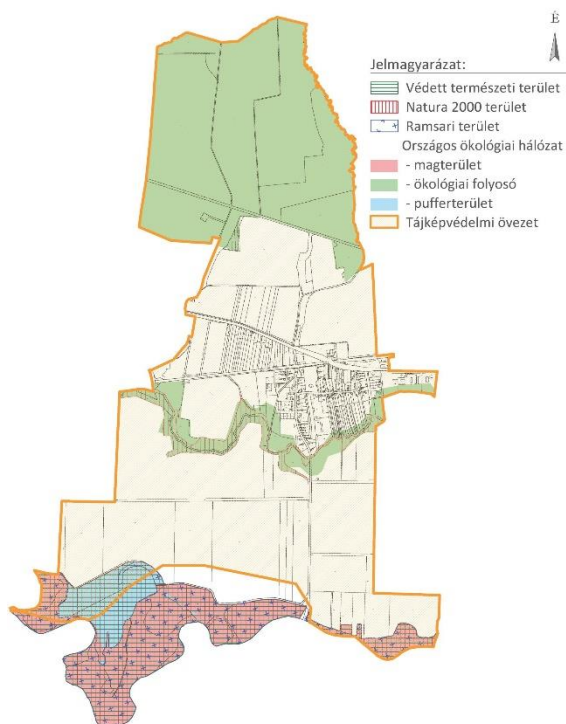 É
Jelmagyarázat:
Védett természeti terület
Natura 2000 terület
Ramsari terület
Országos ökológiai hálózat
- magterület
- ökológiai folyosó
- pufferterület
Tájképvédelmi övezet